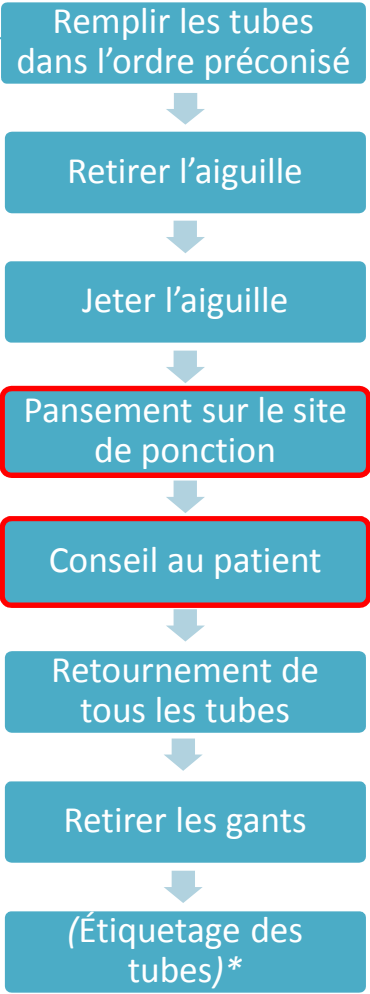 Remplir les tubes
dans l’ordre préconisé
Retirer l’aiguille
Jeter l’aiguille
Pansement sur le site
de ponction
Conseil au patient
Retournement de
tous les tubes
Retirer les gants
(Étiquetage des
tubes)*